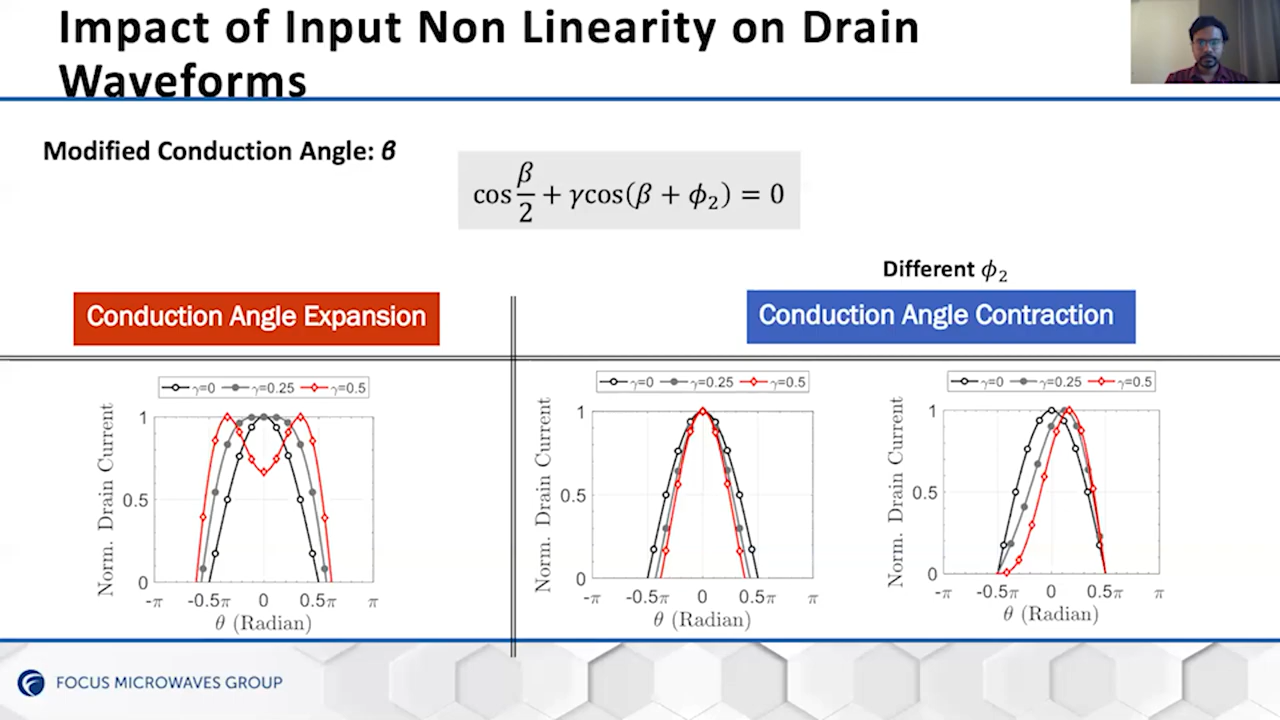 Impact of Input Non Linearity on Drain
Waveforms
Modified Conduction Angle: β
cos β/2 + γcos(β + ϕ₂) = 0
Different ϕ₂
Conduction Angle Expansion
Conduction Angle Contraction
γ=0 γ=0.25 γ=0.5
Norm. Drain Current
1
0.5
0
-π -0.5π 0 0.5π π
θ (Radian)
γ=0 γ=0.25 γ=0.5
Norm. Drain Current
1
0.5
0
-π -0.5π 0 0.5π π
θ (Radian)
γ=0 γ=0.25 γ=0.5
Norm. Drain Current
1
0.5
0
-π -0.5π 0 0.5π π
θ (Radian)
FOCUS MICROWAVES GROUP